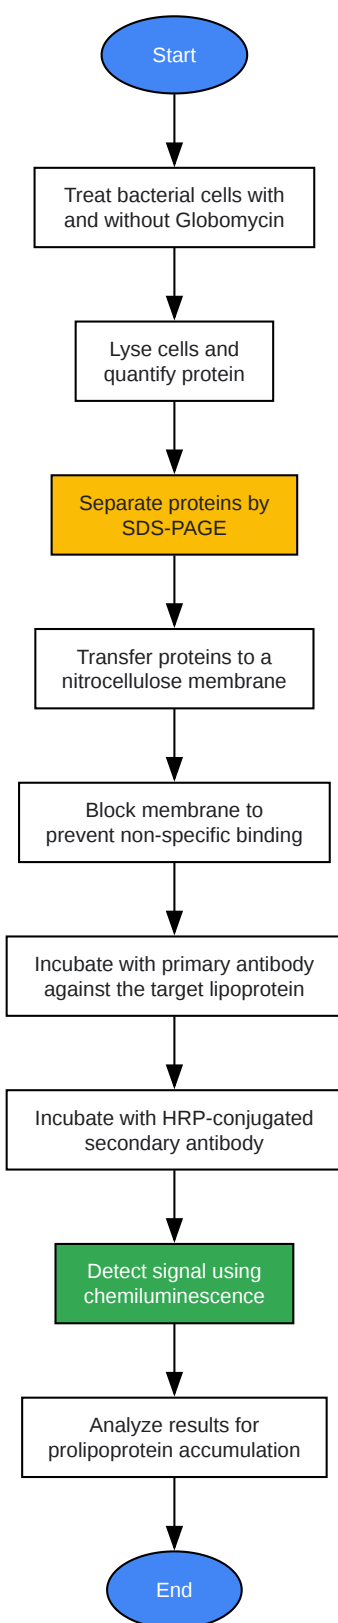 Start
Treat bacterial cells with
and without Globomycin
Lyse cells and
quantify protein
Separate proteins by
SDS-PAGE
Transfer proteins to a
nitrocellulose membrane
Block membrane to
prevent non-specific binding
Incubate with primary antibody
against the target lipoprotein
Incubate with HRP-conjugated
secondary antibody
Detect signal using
chemiluminescence
Analyze results for
prolipoprotein accumulation
End